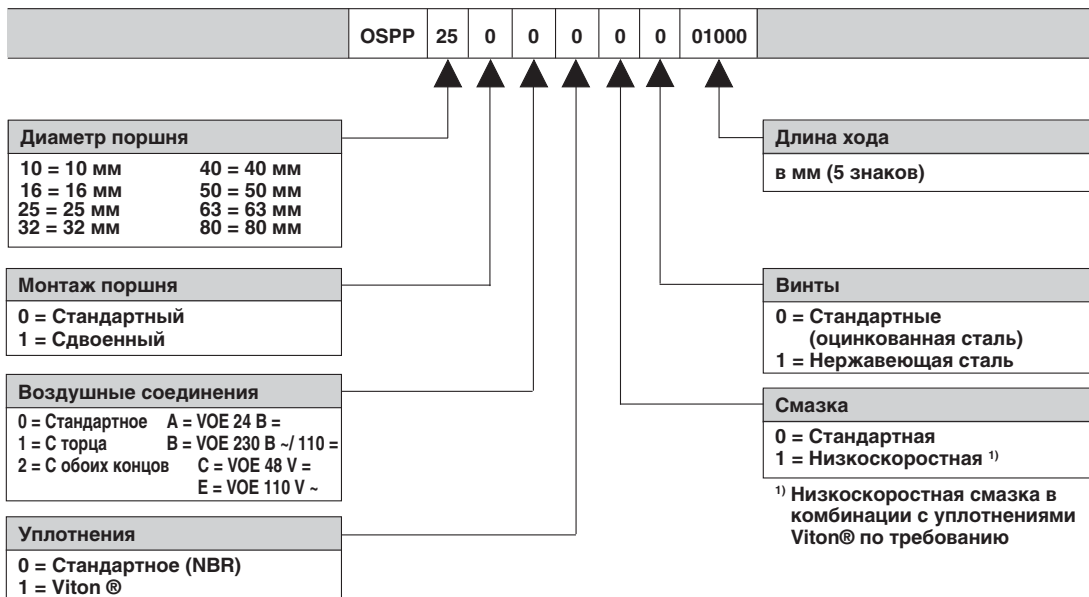 OSPP 25 0 0 0 0 0 01000
Диаметр поршня
10 = 10 мм 40 = 40 мм
16 = 16 мм 50 = 50 мм
25 = 25 мм 63 = 63 мм
32 = 32 мм 80 = 80 мм
Монтаж поршня
0 = Стандартный
1 = Сдвоенный
Воздушные соединения
0 = Стандартное A = VOE 24 В =
1 = С торца B = VOE 230 В ~/ 110 =
2 = С обоих концов C = VOE 48 V =
E = VOE 110 V ~
Уплотнения
0 = Стандартное (NBR)
1 = Viton ®
Длина хода
в мм (5 знаков)
Винты
0 = Стандартные
(оцинкованная сталь)
1 = Нержавеющая сталь
Смазка
0 = Стандартная
1 = Низкоскоростная 1)
1) Низкоскоростная смазка в
комбинации с уплотнениями
Viton® по требованию